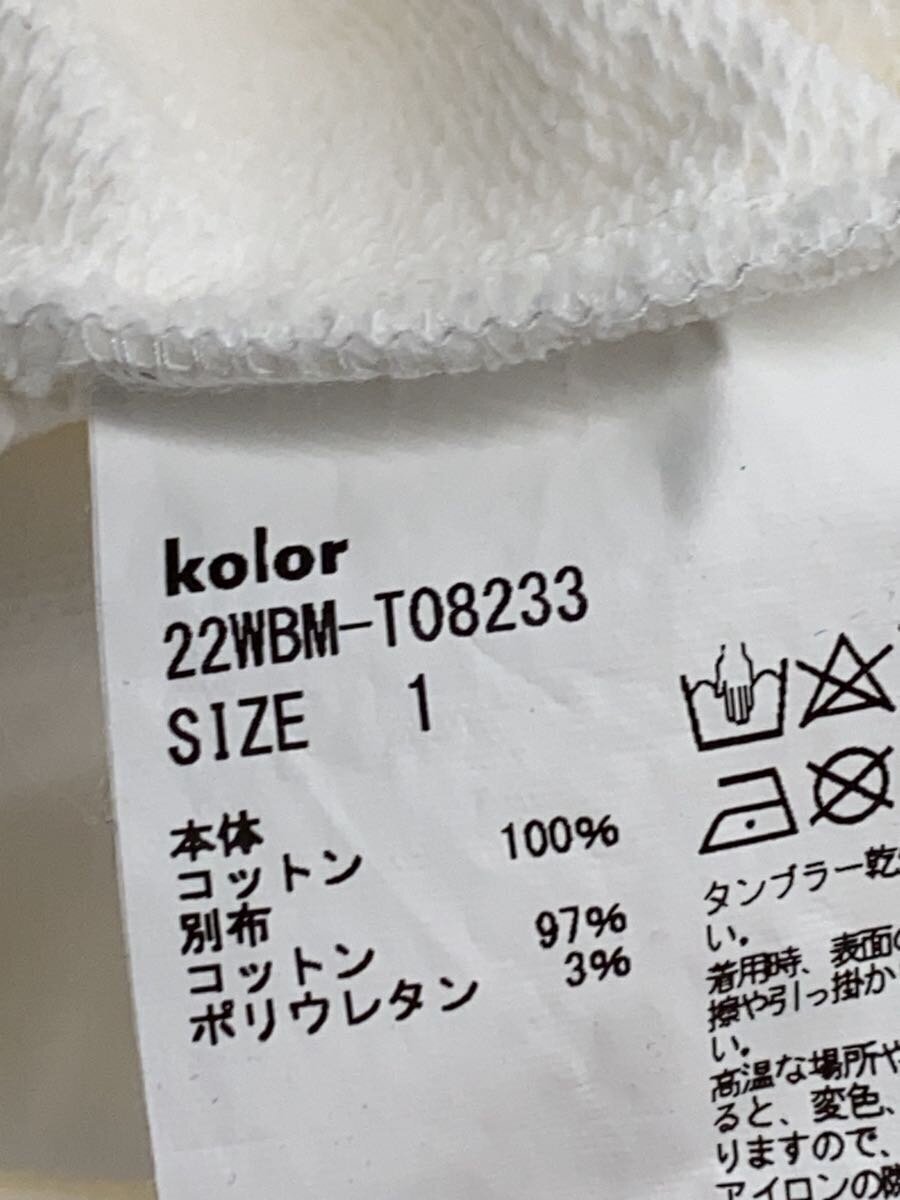 kolor
22WBM-T08233
SIZE 1
本体
コットン 100%
別布
コットン 97%
ポリウレタン 3%
タンブラー乾
い。
着用時、表面の
擦や引っ掛か
い。
高温な場所や
ると、変色、
りますので、
アイロンの際